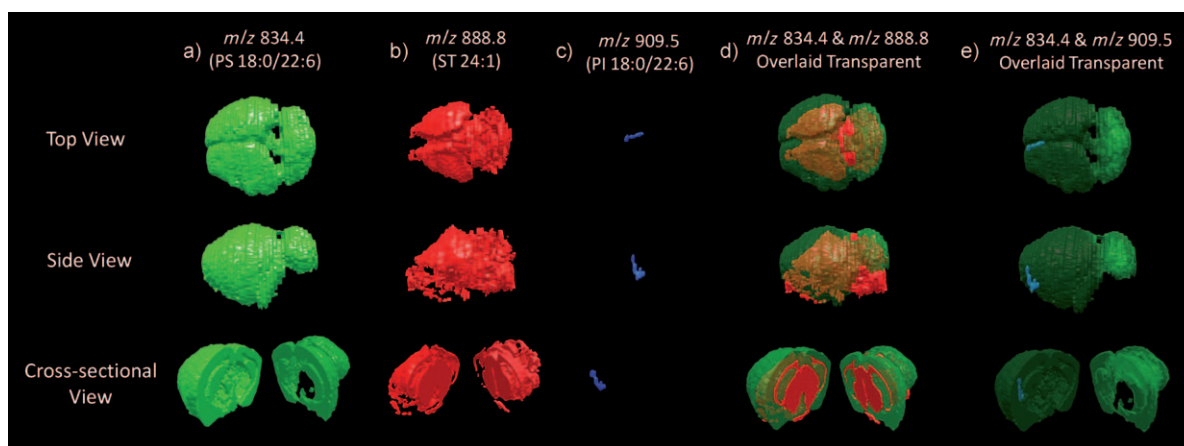 a) m/z 834.4
(PS 18:0/22:6)
b) m/z 888.8
(ST 24:1)
c) m/z 909.5
(PI 18:0/22:6)
d) m/z 834.4 & m/z 888.8
Overlaid Transparent
e) m/z 834.4 & m/z 909.5
Overlaid Transparent
Top View
Side View
Cross-sectional
View